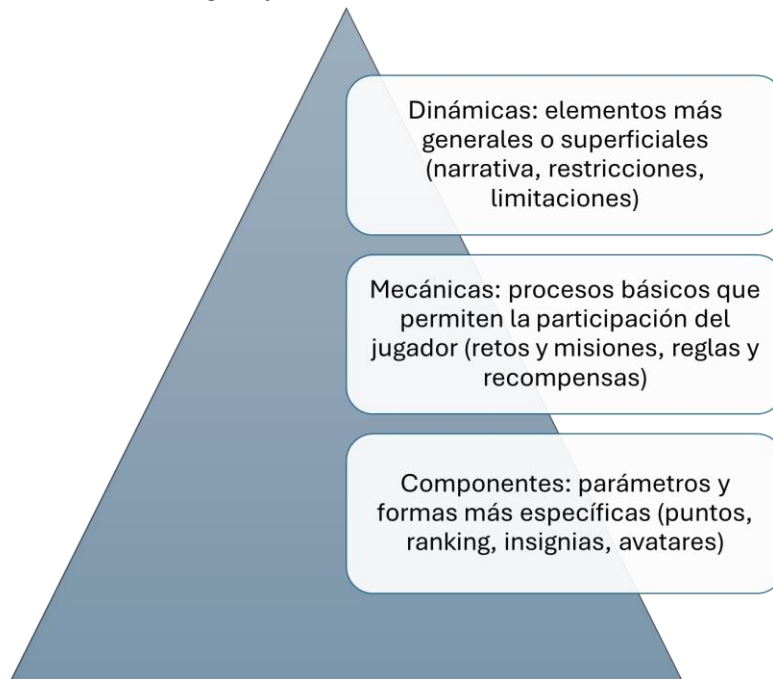 Dinámicas: elementos más
generales o superficiales
(narrativa, restricciones,
limitaciones)
Mecánicas: procesos básicos que
permiten la participación del
jugador (retos y misiones, reglas y
recompensas)
Componentes: parámetros y
formas más específicas (puntos,
ranking, insignias, avatares)